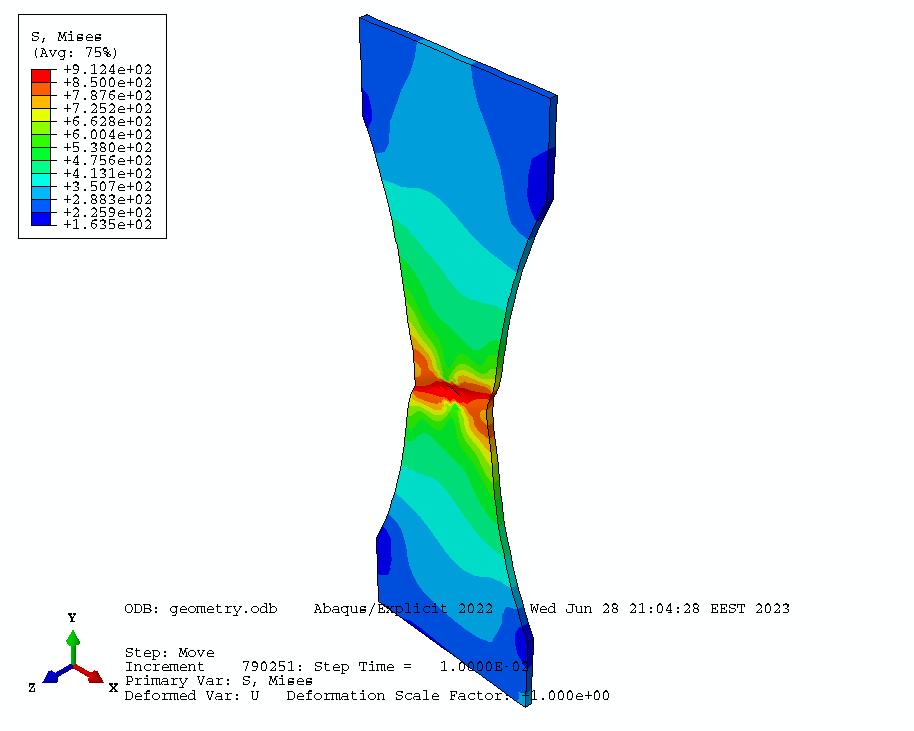 S, Mises
(Avg: 75%)
+9.124e+02
+8.500e+02
+7.876e+02
+7.252e+02
+6.628e+02
+6.004e+02
+5.380e+02
+4.756e+02
+4.131e+02
+3.507e+02
+2.883e+02
+2.259e+02
+1.635e+02
ODB: geometry.odb Abaqus/Explicit 2022 Wed Jun 28 21:04:28 EEST 2023
Y
Z
X
Step: Move
Increment 790251: Step Time = 1.0000E-02
Primary Var: S, Mises
Deformed Var: U Deformation Scale Factor: +1.000e+00